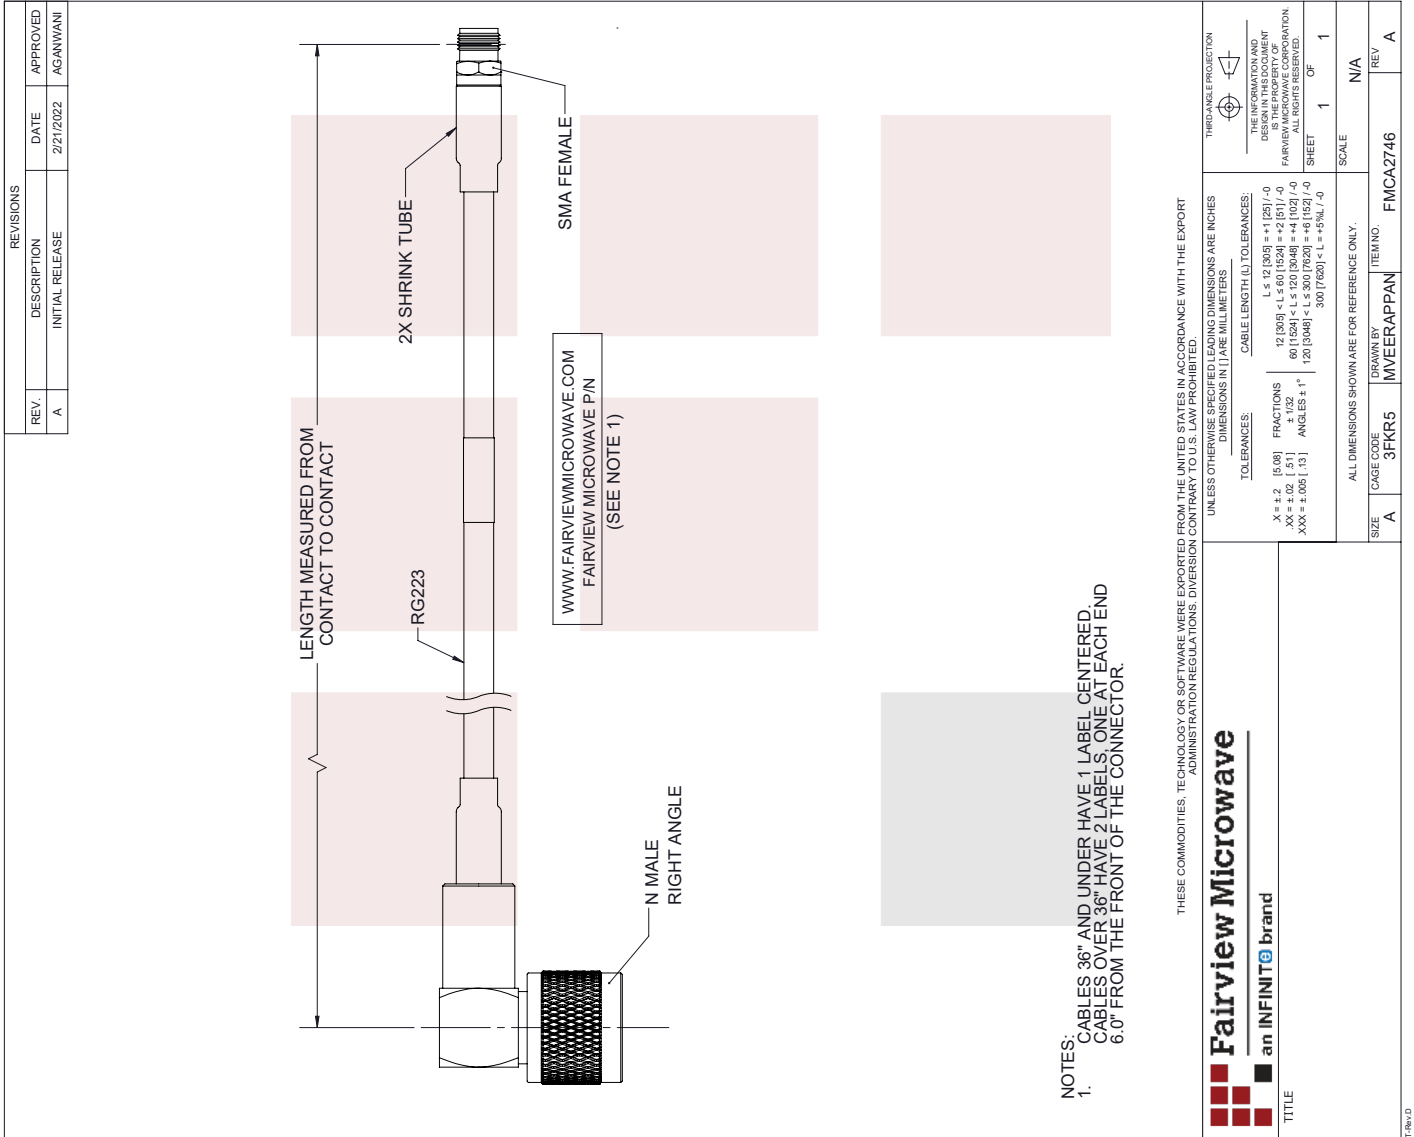 REVISIONS
REV. DESCRIPTION DATE APPROVED
A INITIAL RELEASE 2/21/2022 AGANWANI
LENGTH MEASURED FROM
CONTACT TO CONTACT
2X SHRINK TUBE
SMA FEMALE
RG223
WWW.FAIRVIEWMICROWAVE.COM
FAIRVIEW MICROWAVE P/N
(SEE NOTE 1)
N MALE
RIGHT ANGLE
NOTES:
1. CABLES 36" AND UNDER HAVE 1 LABEL CENTERED.
CABLES OVER 36" HAVE 2 LABELS, ONE AT EACH END
6.0" FROM THE FRONT OF THE CONNECTOR.
THESE COMMODITIES, TECHNOLOGY OR SOFTWARE WERE EXPORTED FROM THE UNITED STATES IN ACCORDANCE WITH THE EXPORT
ADMINISTRATION REGULATIONS. DIVERSION CONTRARY TO U.S. LAW PROHIBITED.
Fairview Microwave
an INFINITe brand
TITLE
UNLESS OTHERWISE SPECIFIED LEADING DIMENSIONS ARE INCHES
DIMENSIONS IN [ ] ARE MILLIMETERS
TOLERANCES:
.X = ±.2 [5.08]
.XX = ±.02 [.51]
.XXX = ±.005 [.13]
FRACTIONS
± 1/32
ANGLES ± 1°
CABLE LENGTH (L) TOLERANCES:
L ≤ 12 [305] = +1 [25] / -0
12 [305] < L ≤ 60 [1524] = +2 [51] / -0
60 [1524] < L ≤ 120 [3048] = +4 [102] / -0
120 [3048] < L ≤ 300 [7620] = +6 [152] / -0
300 [7620] < L = +5%L / -0
ALL DIMENSIONS SHOWN ARE FOR REFERENCE ONLY.
THIRD-ANGLE PROJECTION
THE INFORMATION AND
DESIGN IN THIS DOCUMENT
IS THE PROPERTY OF
FAIRVIEW MICROWAVE CORPORATION.
ALL RIGHTS RESERVED.
SHEET 1 OF 1
SCALE N/A
SIZE A
CAGE CODE 3FKR5
DRAWN BY MVEERAPPAN
ITEM NO. FMCA2746
REV A
T-Rev.D